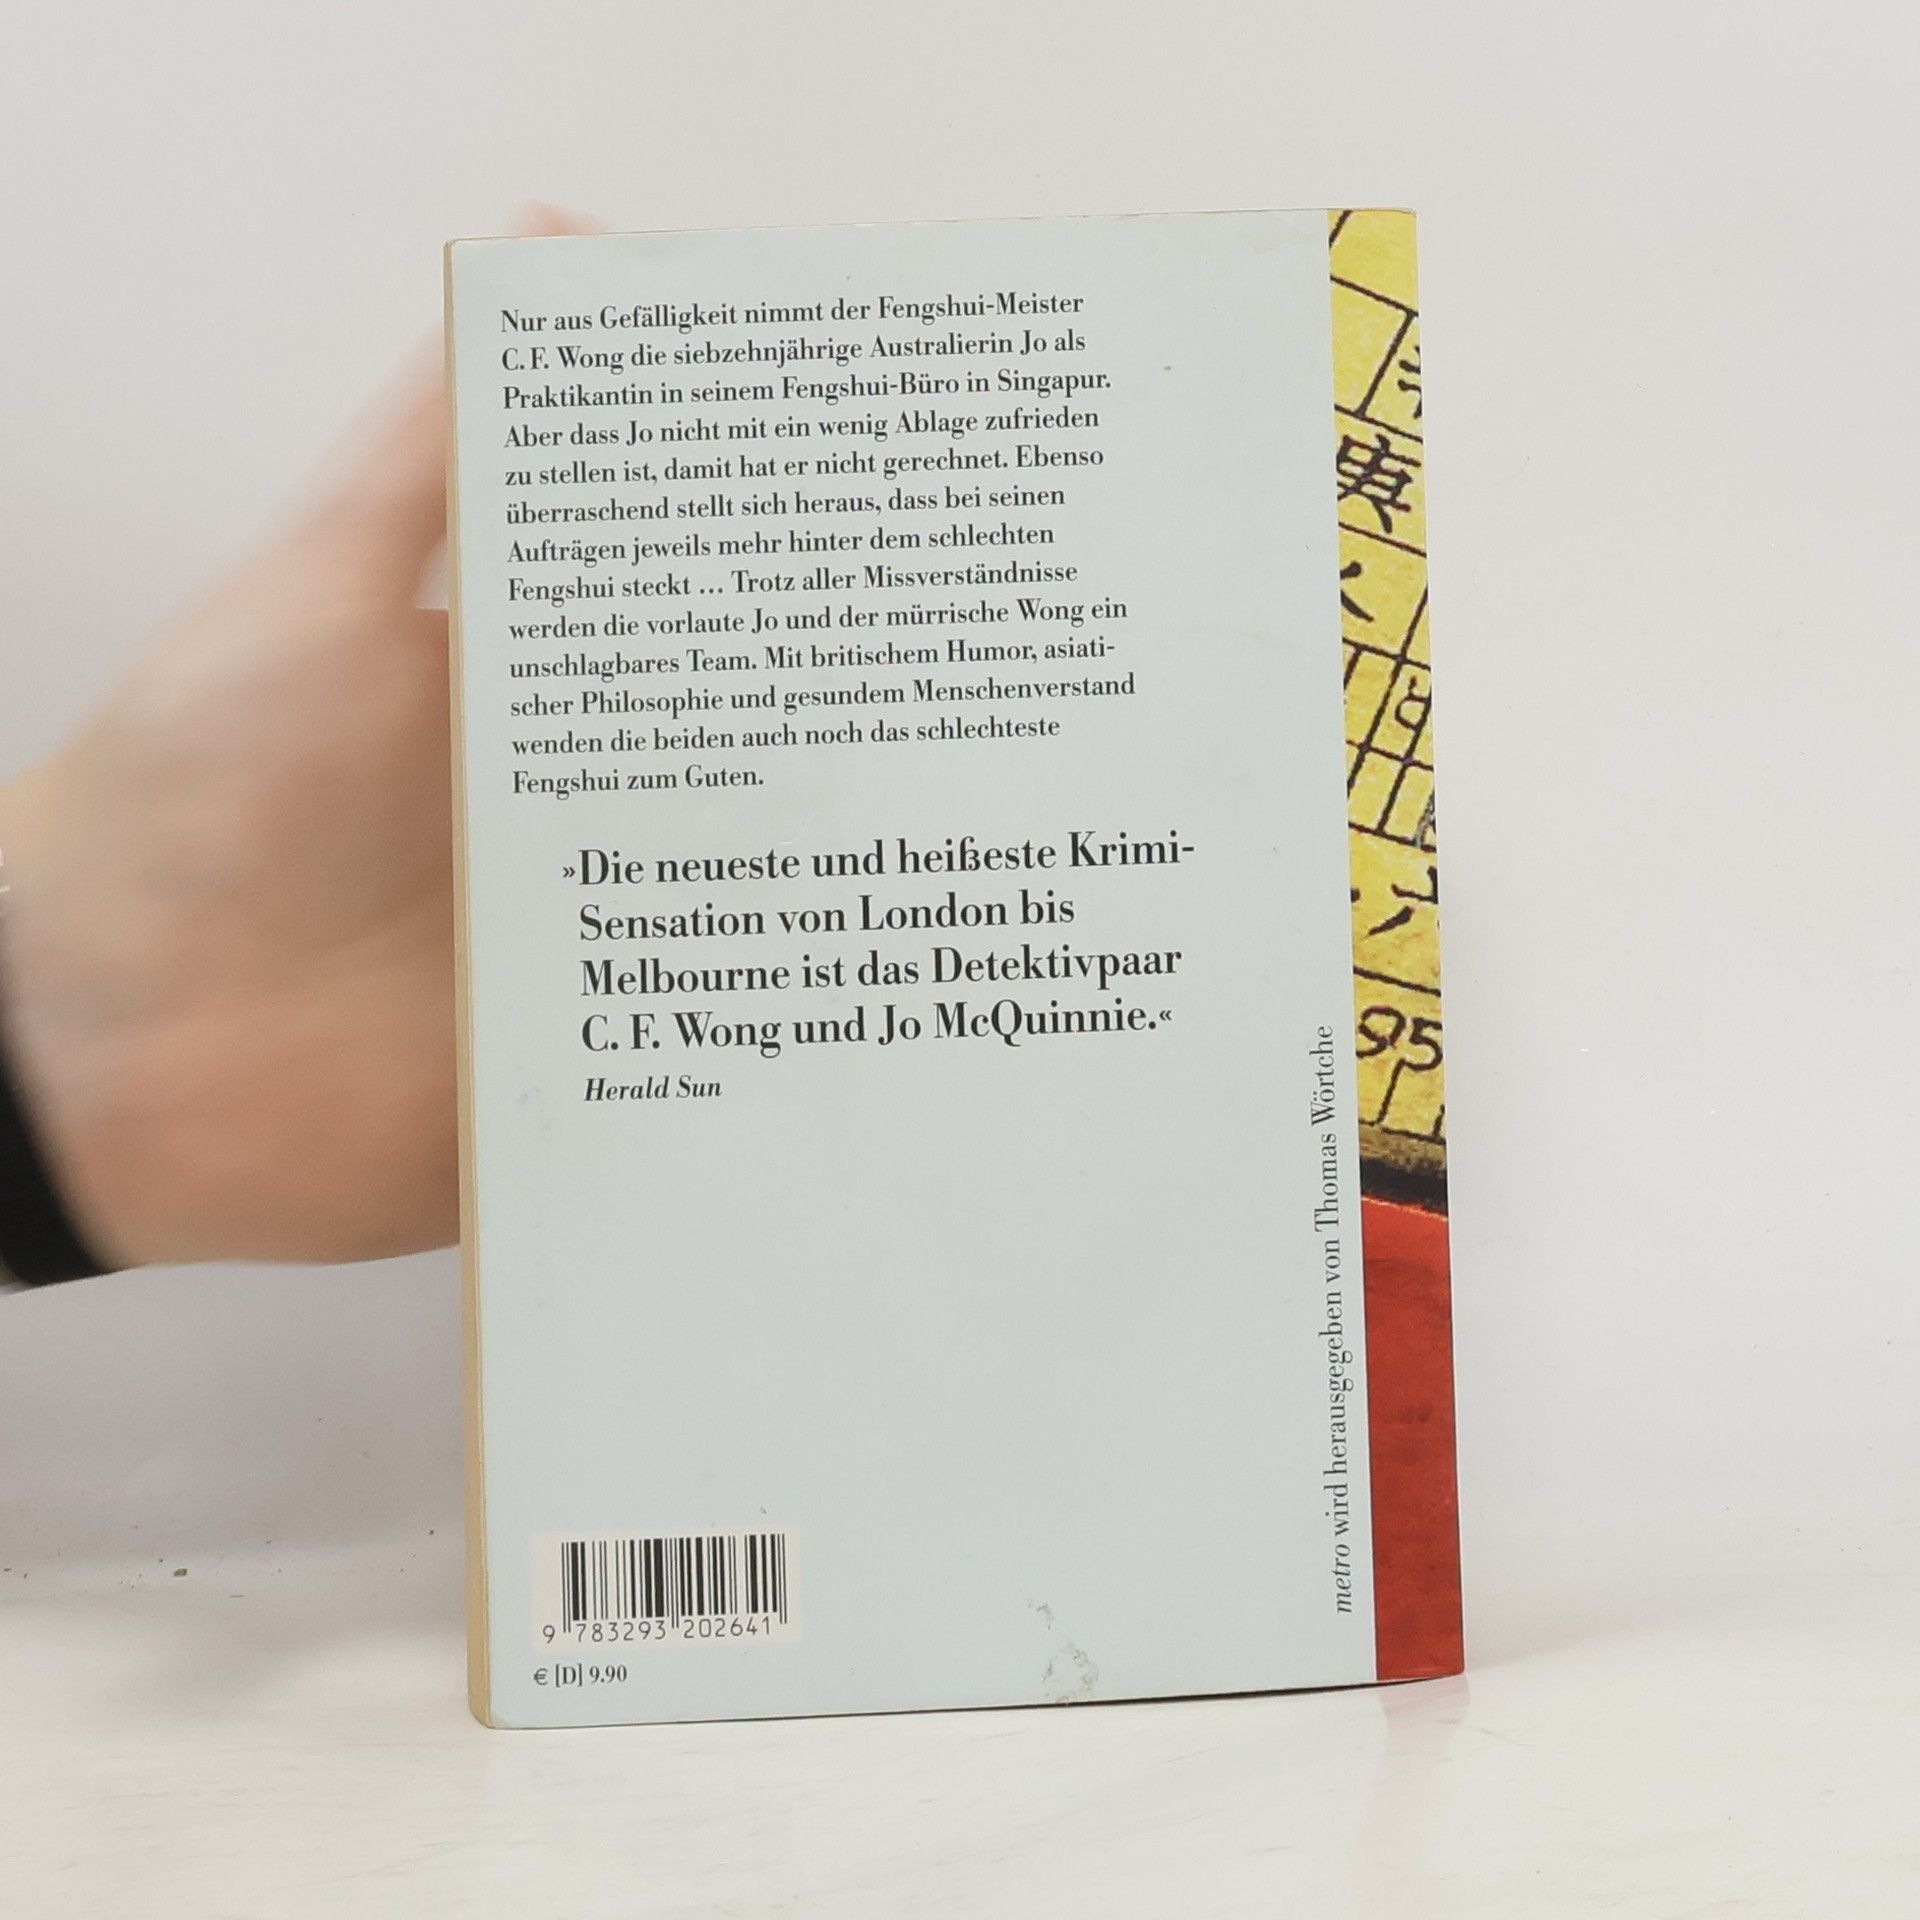 Nur aus Gefälligkeit nimmt der Fengshui-Meister
C. F. Wong die siebzehnjährige Australierin Jo als
Praktikantin in seinem Fengshui-Büro in Singapur.
Aber dass Jo nicht mit ein wenig Ablage zufrieden
zu stellen ist, damit hat er nicht gerechnet. Ebenso
überraschend stellt sich heraus, dass bei seinen
Aufträgen jeweils mehr hinter dem schlechten
Fengshui steckt ... Trotz aller Missverständnisse
werden die vorlaute Jo und der mürrische Wong ein
unschlagbares Team. Mit britischem Humor, asiati-
scher Philosophie und gesundem Menschenverstand
wenden die beiden auch noch das schlechteste
Fengshui zum Guten.
»Die neueste und heißeste Krimi-
Sensation von London bis
Melbourne ist das Detektivpaar
C. F. Wong und Jo McQuinnie.«
Herald Sun
metro wird herausgegeben von Thomas Wörtche
95
9 783293 202641
€ [D] 9.90